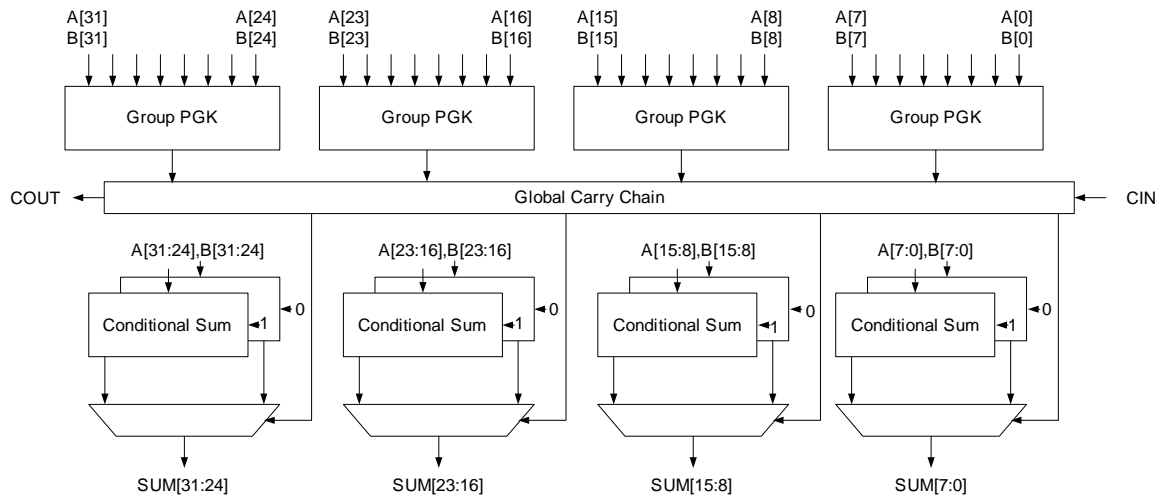 A[31] A[24] A[23] A[16] A[15] A[8] A[7] A[0]
B[31] B[24] B[23] B[16] B[15] B[8] B[7] B[0]
Group PGK Group PGK Group PGK Group PGK
COUT Global Carry Chain CIN
A[31:24],B[31:24] A[23:16],B[23:16] A[15:8],B[15:8] A[7:0],B[7:0]
0 0 0 0
Conditional Sum 1 Conditional Sum 1 Conditional Sum 1 Conditional Sum 1
SUM[31:24] SUM[23:16] SUM[15:8] SUM[7:0]